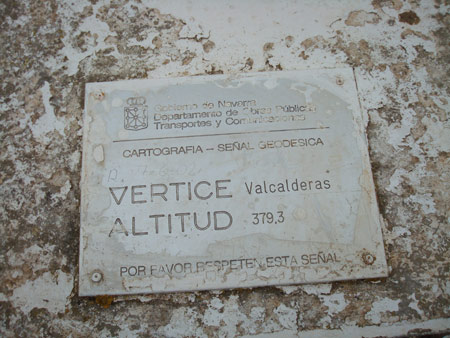 Gobierno de Navarra
Departamento de Obras Públicas
Transportes y Comunicaciones
CARTOGRAFIA - SEÑAL GEODESICA
VERTICE Valcalderas
ALTITUD 379,3
POR FAVOR RESPETEN ESTA SEÑAL